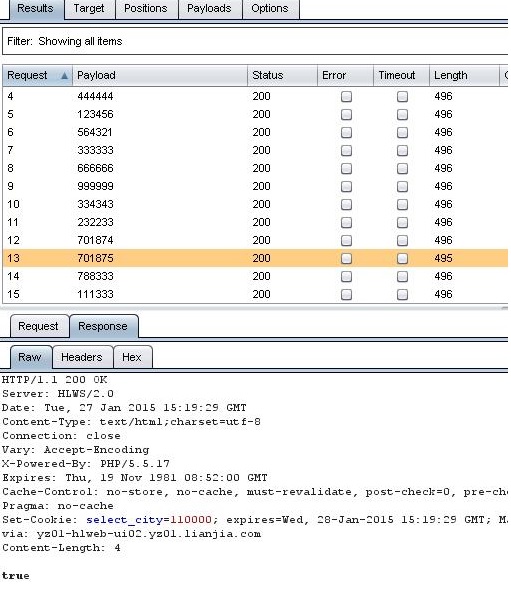 Results Target Positions Payloads Options
Filter: Showing all items
Request Payload Status Error Timeout Length
4 444444 200 496
5 123456 200 496
6 564321 200 496
7 333333 200 496
8 666666 200 496
9 999999 200 496
10 334343 200 496
11 232233 200 496
12 701874 200 496
13 701875 200 495
14 788333 200 496
15 111333 200 496
Request Response
Raw Headers Hex
HTTP/1.1 200 OK
Server: HLWS/2.0
Date: Tue, 27 Jan 2015 15:19:29 GMT
Content-Type: text/html;charset=utf-8
Connection: close
Vary: Accept-Encoding
X-Powered-By: PHP/5.5.17
Expires: Thu, 19 Nov 1981 08:52:00 GMT
Cache-Control: no-store, no-cache, must-revalidate, post-check=0, pre-che
Pragma: no-cache
Set-Cookie: select_city=110000; expires=Wed, 28-Jan-2015 15:19:29 GMT; M
via: yz01-hlweb-ui02.yz01.lianjia.com
Content-Length: 4
true